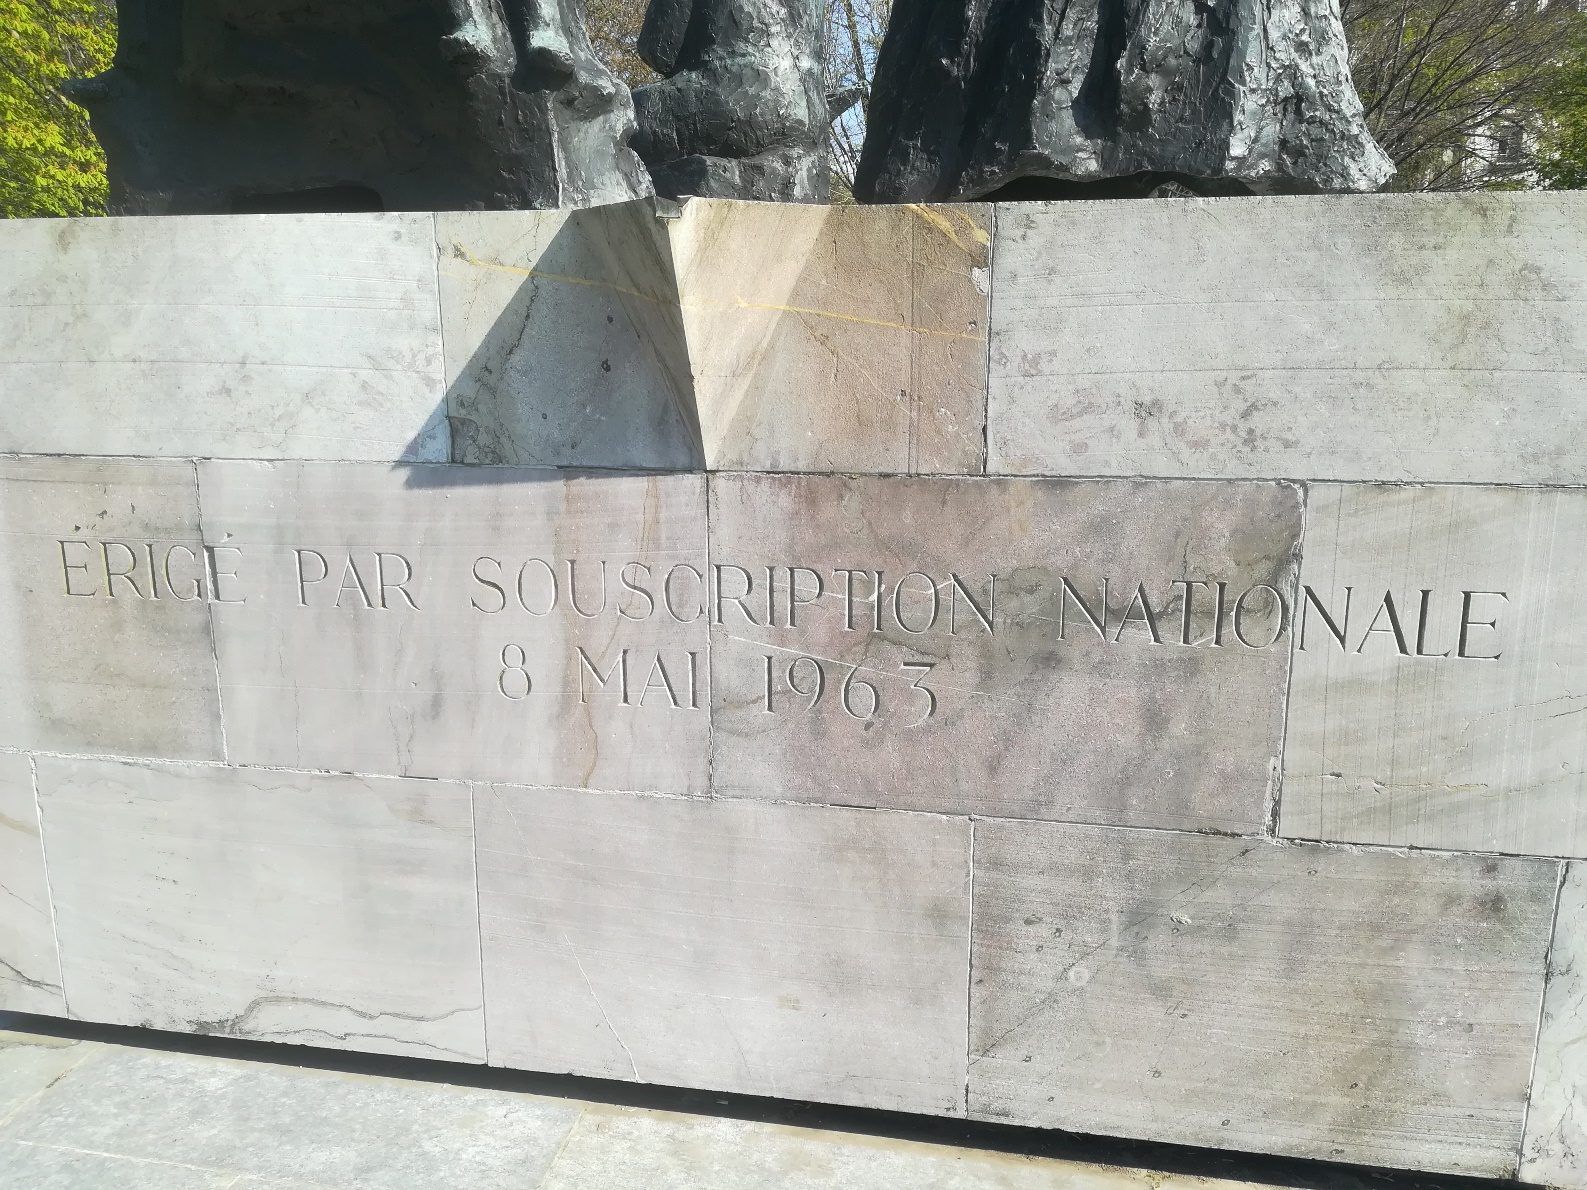 ÉRIGÉ PAR SOUSCRIPTION NATIONALE
8 MAI 1963